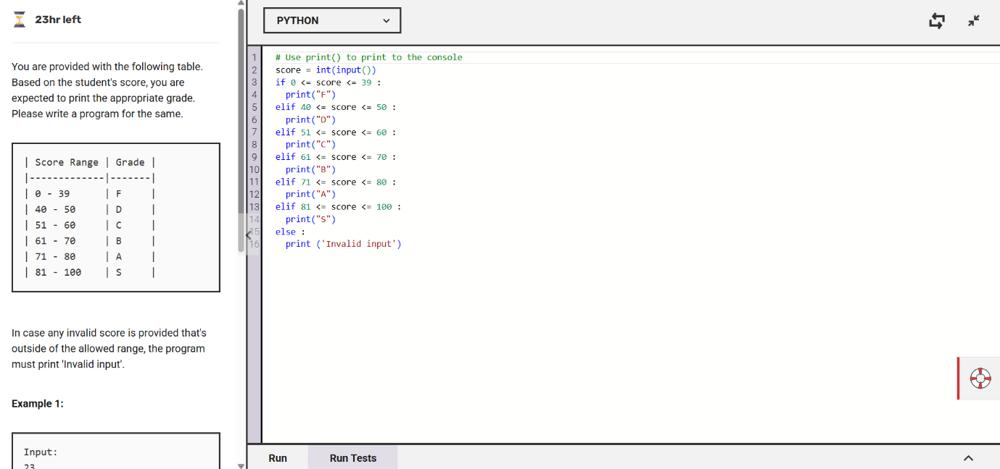 23hr left
You are provided with the following table.
Based on the student's score, you are
expected to print the appropriate grade.
Please write a program for the same.
| Score Range | Grade |
|-------------|-------|
| 0 - 39 | F |
| 40 - 50 | D |
| 51 - 60 | C |
| 61 - 70 | B |
| 71 - 80 | A |
| 81 - 100 | S |
In case any invalid score is provided that's
outside of the allowed range, the program
must print 'Invalid input'.
Example 1:
Input:
23
PYTHON
1 # Use print() to print to the console
2 score = int(input())
3 if 0 <= score <= 39 :
4 print("F")
5 elif 40 <= score <= 50 :
6 print("D")
7 elif 51 <= score <= 60 :
8 print("C")
9 elif 61 <= score <= 70 :
10 print("B")
11 elif 71 <= score <= 80 :
12 print("A")
13 elif 81 <= score <= 100 :
14 print("S")
15 else :
16 print ('Invalid input')
Run
Run Tests